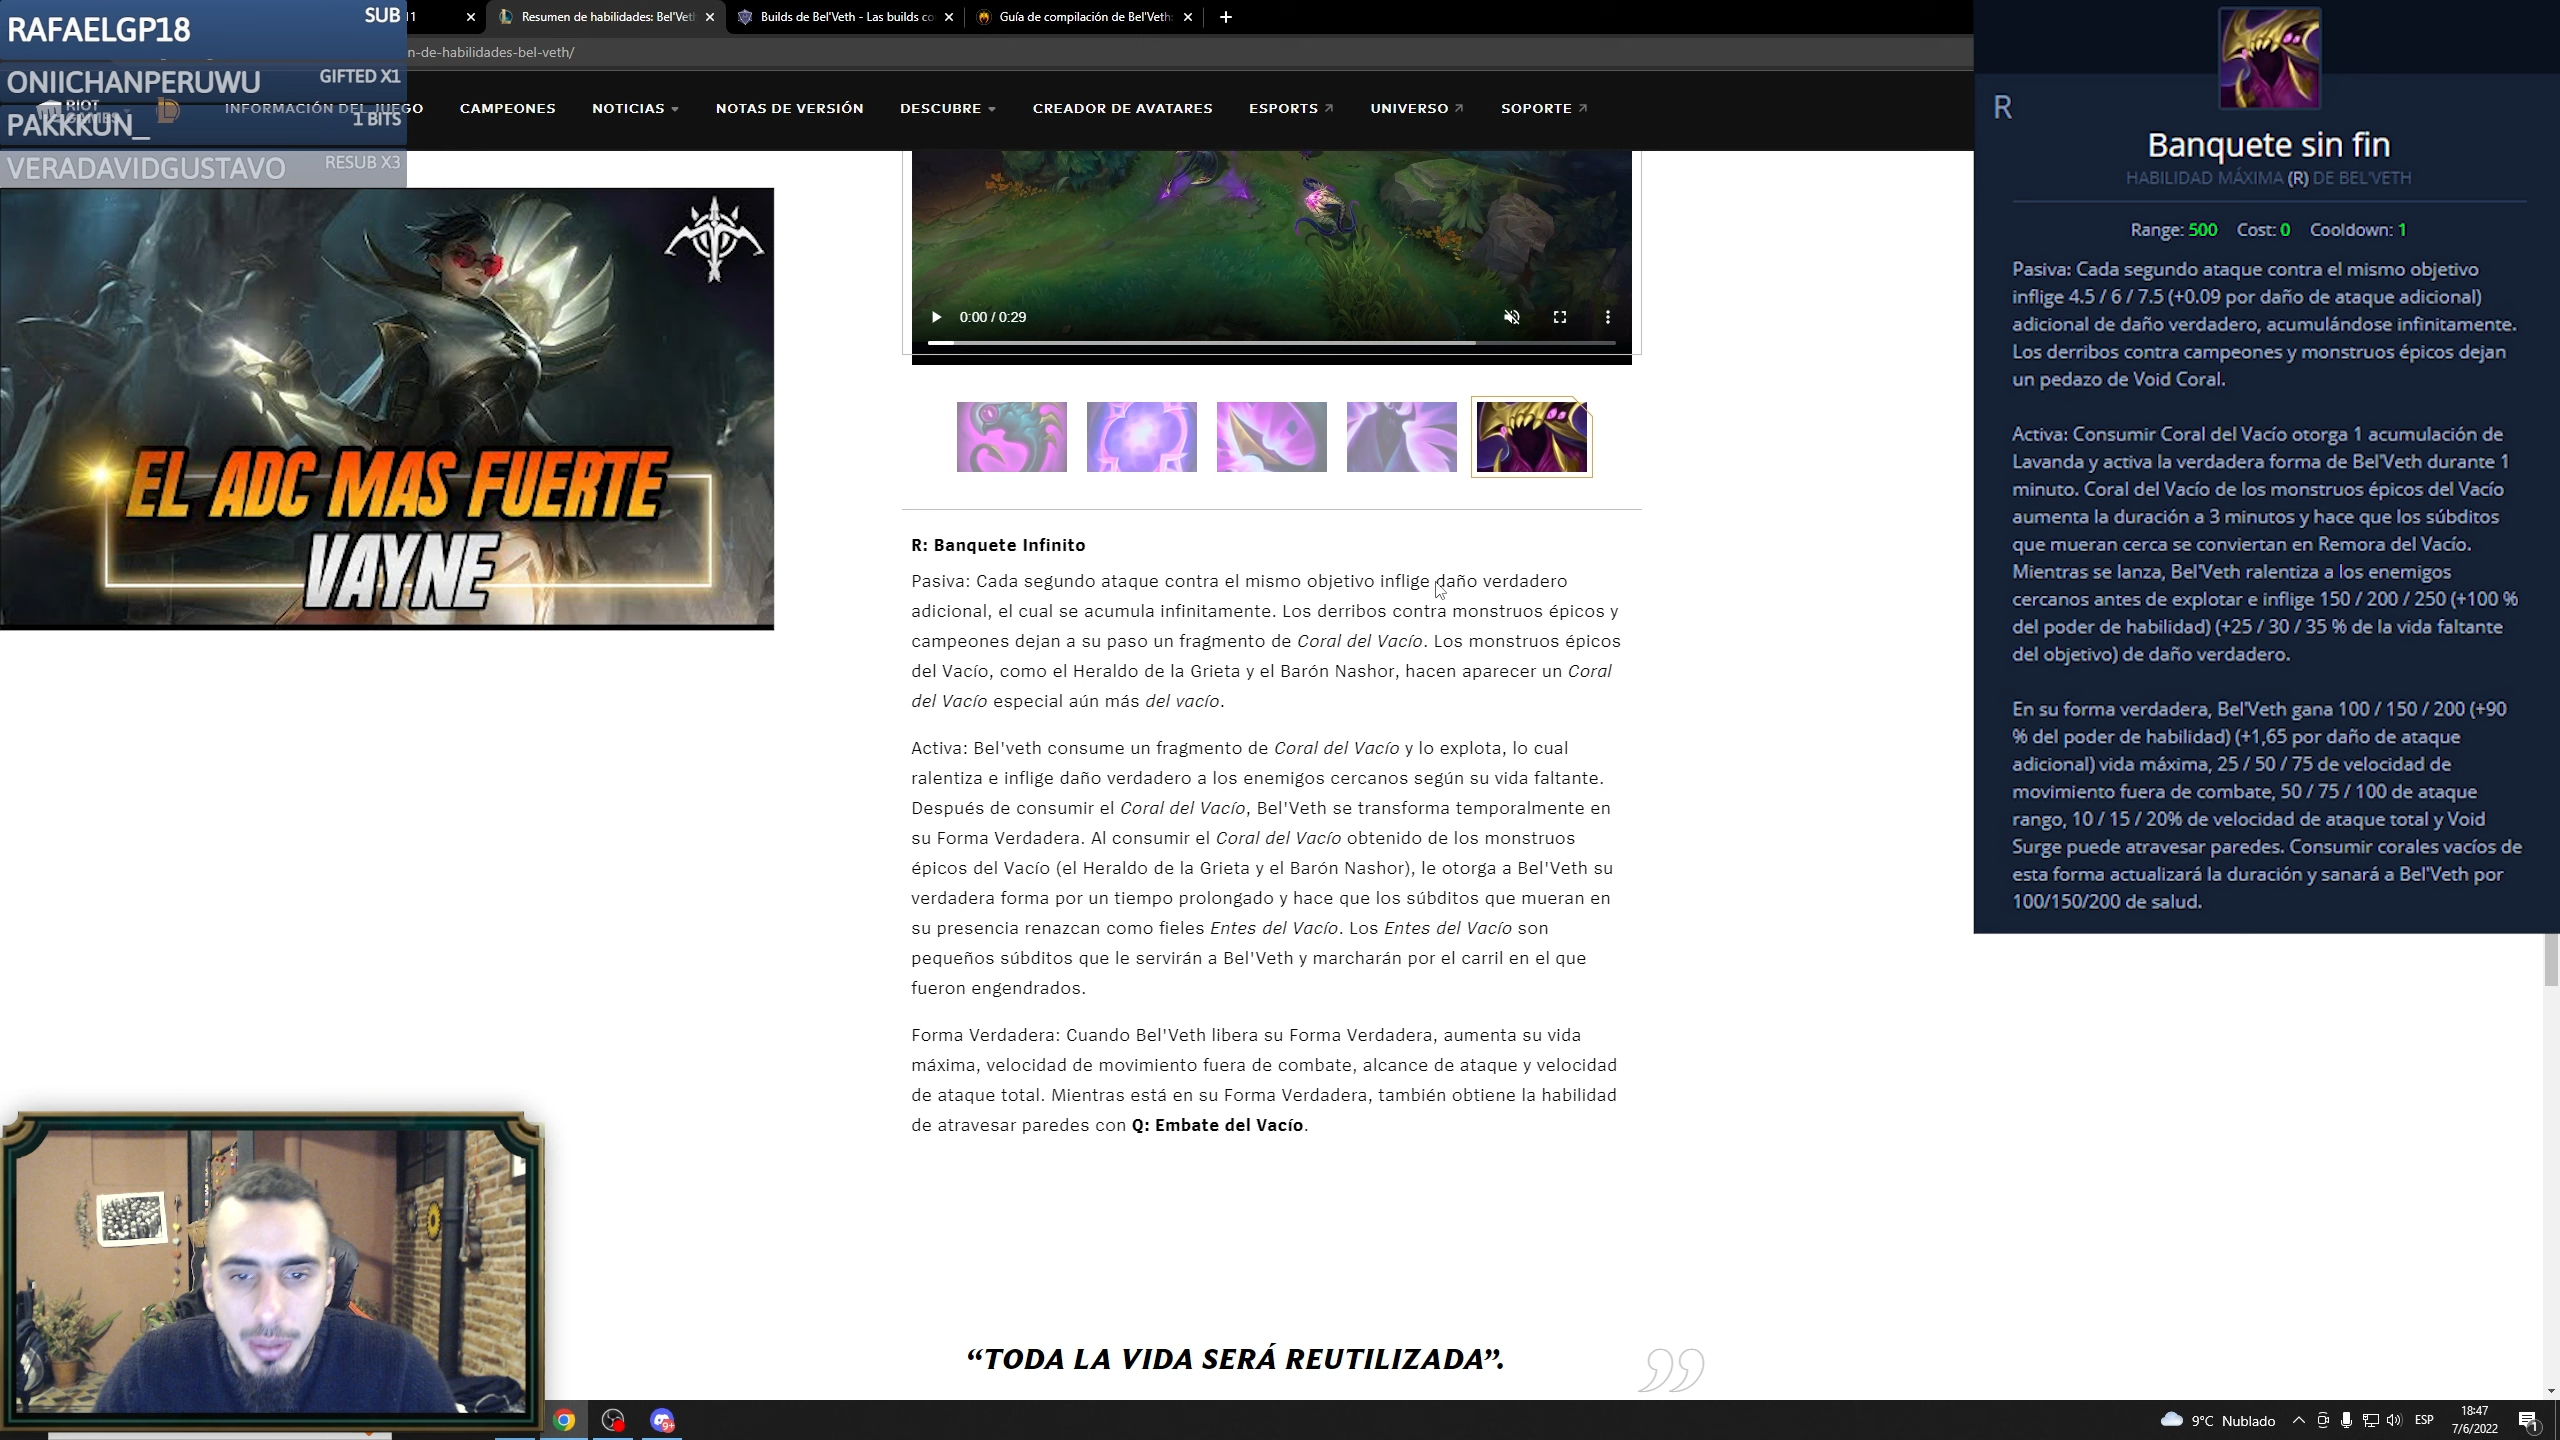 RAFAELGP18
SUB
ONIICHANPERUWU
GIFTED X1
PAKKKUN_
1 BITS
VERADAVIDGUSTAVO
RESUB X3
Resumen de habilidades: Bel'Vet
Builds de Bel'Veth - Las builds co
Guía de compilación de Bel'Veth:
n-de-habilidades-bel-veth/
RIOT
GAMES
INFORMACIÓN DEL JUEGO
CAMPEONES
NOTICIAS
NOTAS DE VERSIÓN
DESCUBRE
CREADOR DE AVATARES
ESPORTS
UNIVERSO
SOPORTE
EL ADC MAS FUERTE
VAYNE
0:00 / 0:29
R: Banquete Infinito
Pasiva: Cada segundo ataque contra el mismo objetivo inflige daño verdadero
adicional, el cual se acumula infinitamente. Los derribos contra monstruos épicos y
campeones dejan a su paso un fragmento de Coral del Vacío. Los monstruos épicos
del Vacío, como el Heraldo de la Grieta y el Barón Nashor, hacen aparecer un Coral
del Vacío especial aún más del vacío.
Activa: Bel'veth consume un fragmento de Coral del Vacío y lo explota, lo cual
ralentiza e inflige daño verdadero a los enemigos cercanos según su vida faltante.
Después de consumir el Coral del Vacío, Bel'Veth se transforma temporalmente en
su Forma Verdadera. Al consumir el Coral del Vacío obtenido de los monstruos
épicos del Vacío (el Heraldo de la Grieta y el Barón Nashor), le otorga a Bel'Veth su
verdadera forma por un tiempo prolongado y hace que los súbditos que mueran en
su presencia renazcan como fieles Entes del Vacío. Los Entes del Vacío son
pequeños súbditos que le servirán a Bel'Veth y marcharán por el carril en el que
fueron engendrados.
Forma Verdadera: Cuando Bel'Veth libera su Forma Verdadera, aumenta su vida
máxima, velocidad de movimiento fuera de combate, alcance de ataque y velocidad
de ataque total. Mientras está en su Forma Verdadera, también obtiene la habilidad
de atravesar paredes con Q: Embate del Vacío.
“TODA LA VIDA SERÁ REUTILIZADA”.
R
Banquete sin fin
HABILIDAD MÁXIMA (R) DE BEL'VETH
Range: 500 Cost: 0 Cooldown: 1
Pasiva: Cada segundo ataque contra el mismo objetivo
inflige 4.5 / 6 / 7.5 (+0.09 por daño de ataque adicional)
adicional de daño verdadero, acumulándose infinitamente.
Los derribos contra campeones y monstruos épicos dejan
un pedazo de Void Coral.
Activa: Consumir Coral del Vacío otorga 1 acumulación de
Lavanda y activa la verdadera forma de Bel'Veth durante 1
minuto. Coral del Vacío de los monstruos épicos del Vacío
aumenta la duración a 3 minutos y hace que los súbditos
que mueran cerca se conviertan en Remora del Vacío.
Mientras se lanza, Bel'Veth ralentiza a los enemigos
cercanos antes de explotar e inflige 150 / 200 / 250 (+100 %
del poder de habilidad) (+25 / 30 / 35 % de la vida faltante
del objetivo) de daño verdadero.
En su forma verdadera, Bel'Veth gana 100 / 150 / 200 (+90
% del poder de habilidad) (+1,65 por daño de ataque
adicional) vida máxima, 25 / 50 / 75 de velocidad de
movimiento fuera de combate, 50 / 75 / 100 de ataque
rango, 10 / 15 / 20% de velocidad de ataque total y Void
Surge puede atravesar paredes. Consumir corales vacíos de
esta forma actualizará la duración y sanará a Bel'Veth por
100/150/200 de salud.
9+
9°C Nublado
ESP
18:47
7/6/2022
1